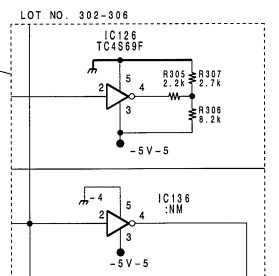 LOT NO. 302-306
IC126
TC4S69F
5
R305
2.2k
R307
2.7k
2
4
3
R306
8.2k
-5V-5
-4
5
IC136
:NM
2
4
3
-5V-5